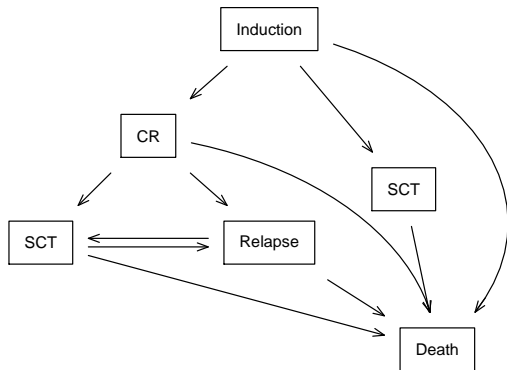 Induction
CR
SCT
SCT
Relapse
Death